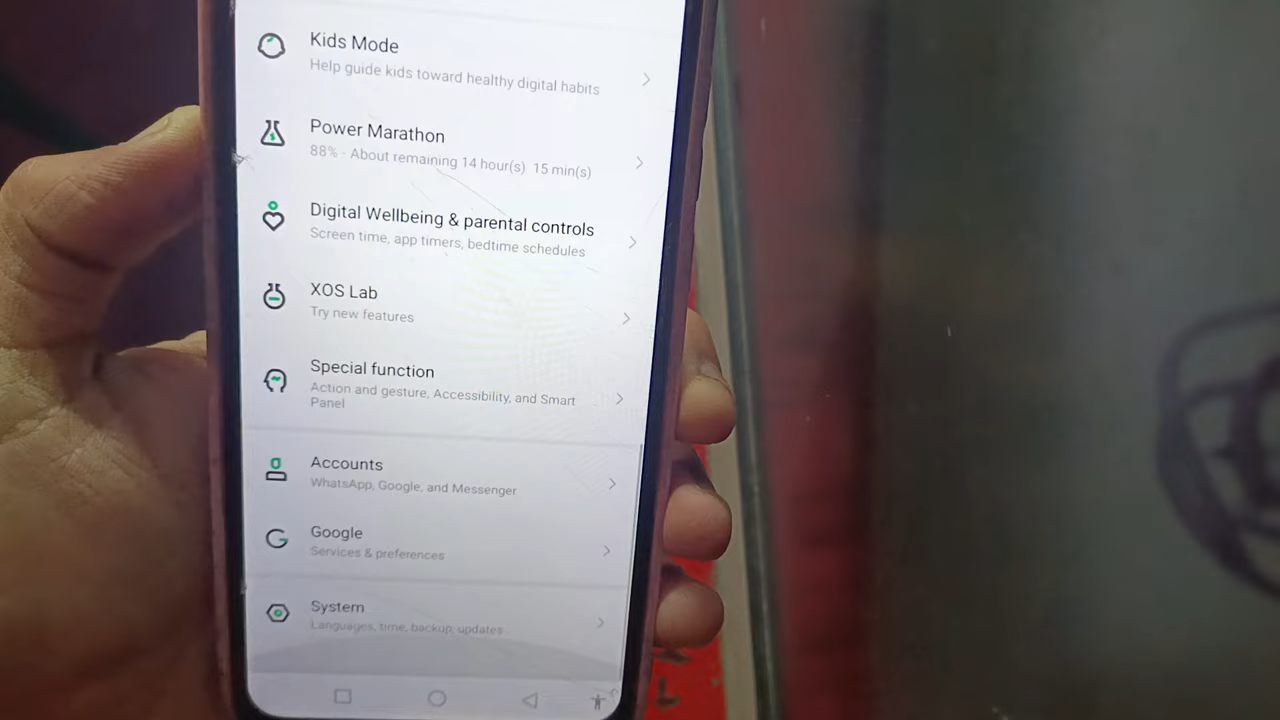 Kids Mode
Help guide kids toward healthy digital habits
Power Marathon
88% · About remaining 14 hour(s) 15 min(s)
Digital Wellbeing & parental controls
Screen time, app timers, bedtime schedules
XOS Lab
Try new features
Special function
Action and gesture, Accessibility, and Smart
Panel
Accounts
WhatsApp, Google, and Messenger
Google
Services & preferences
System
Languages, time, backup, updates